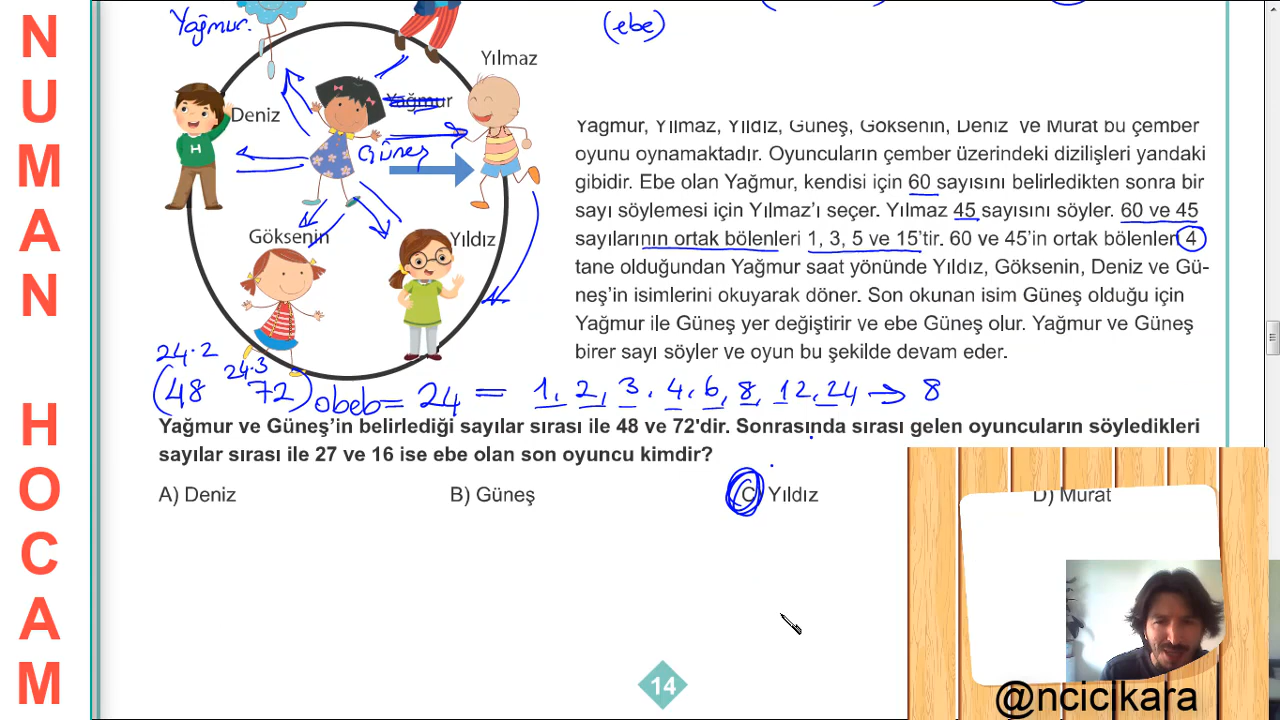 NUMAN HOCAM
Yağmur.
(ebe)
Yılmaz
Deniz
Yağmur
Güneş
Göksenin
Yıldız
Yağmur, Yılmaz, Yıldız, Güneş, Göksenin, Deniz ve Murat bu çember
oyunu oynamaktadır. Oyuncuların çember üzerindeki dizilişleri yandaki
gibidir. Ebe olan Yağmur, kendisi için 60 sayısını belirledikten sonra bir
sayı söylemesi için Yılmaz’ı seçer. Yılmaz 45 sayısını söyler. 60 ve 45
sayılarının ortak bölenleri 1, 3, 5 ve 15’tir. 60 ve 45’in ortak bölenleri 4
tane olduğundan Yağmur saat yönünde Yıldız, Göksenin, Deniz ve Gü-
neş’in isimlerini okuyarak döner. Son okunan isim Güneş olduğu için
Yağmur ile Güneş yer değiştirir ve ebe Güneş olur. Yağmur ve Güneş
birer sayı söyler ve oyun bu şekilde devam eder.
24·2 24·3
(48 72) obeb = 24 = 1, 2, 3, 4, 6, 8, 12, 24 → 8
Yağmur ve Güneş’in belirlediği sayılar sırası ile 48 ve 72'dir. Sonrasında sırası gelen oyuncuların söyledikleri
sayılar sırası ile 27 ve 16 ise ebe olan son oyuncu kimdir?
A) Deniz B) Güneş C) Yıldız D) Murat
14
@ncicikara